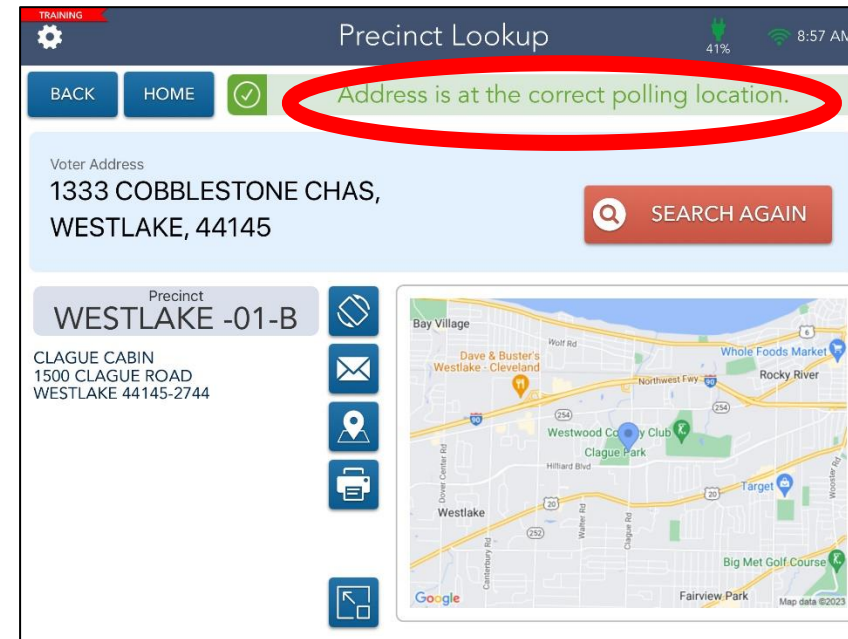 TRAINING
Precinct Lookup
41%
8:57 AM
BACK
HOME
Address is at the correct polling location.
Voter Address
1333 COBBLESTONE CHAS,
WESTLAKE, 44145
SEARCH AGAIN
Precinct
WESTLAKE -01-B
CLAGUE CABIN
1500 CLAGUE ROAD
WESTLAKE 44145-2744
Bay Village
Wolf Rd
6
Dave & Buster's
Westlake - Cleveland
Whole Foods Market
Northwest Fwy
90
Rocky River
90
254
254
Westwood Co y Club
Clague Park
Hilliard Blvd
Dover Center Rd
Target
Wooster Rd
20
20
Westlake
Walter Rd
Clague Rd
252
Canterbury Rd
Big Met Golf Course
Google
Fairview Park
Map data ©2023